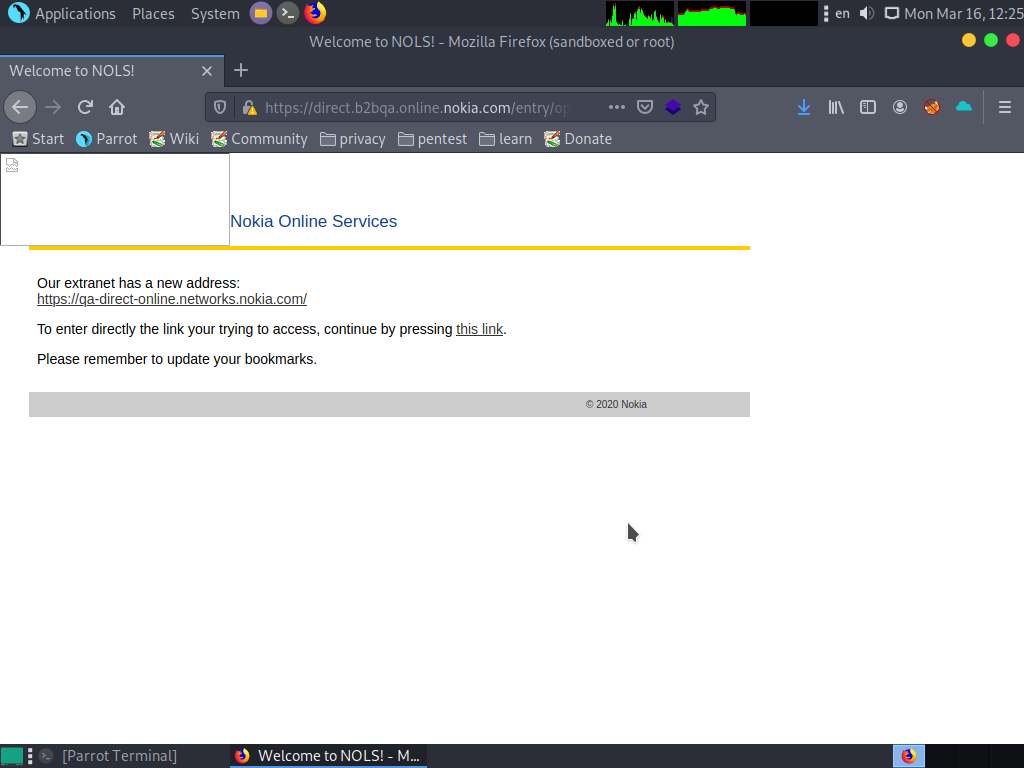 Applications Places System en Mon Mar 16, 12:25
Welcome to NOLS! - Mozilla Firefox (sandboxed or root)
Welcome to NOLS!
https://direct.b2bqa.online.nokia.com/entry/op
Start Parrot Wiki Community privacy pentest learn Donate
Nokia Online Services
Our extranet has a new address:
https://qa-direct-online.networks.nokia.com/
To enter directly the link your trying to access, continue by pressing this link.
Please remember to update your bookmarks.
© 2020 Nokia
[Parrot Terminal] Welcome to NOLS! - M...